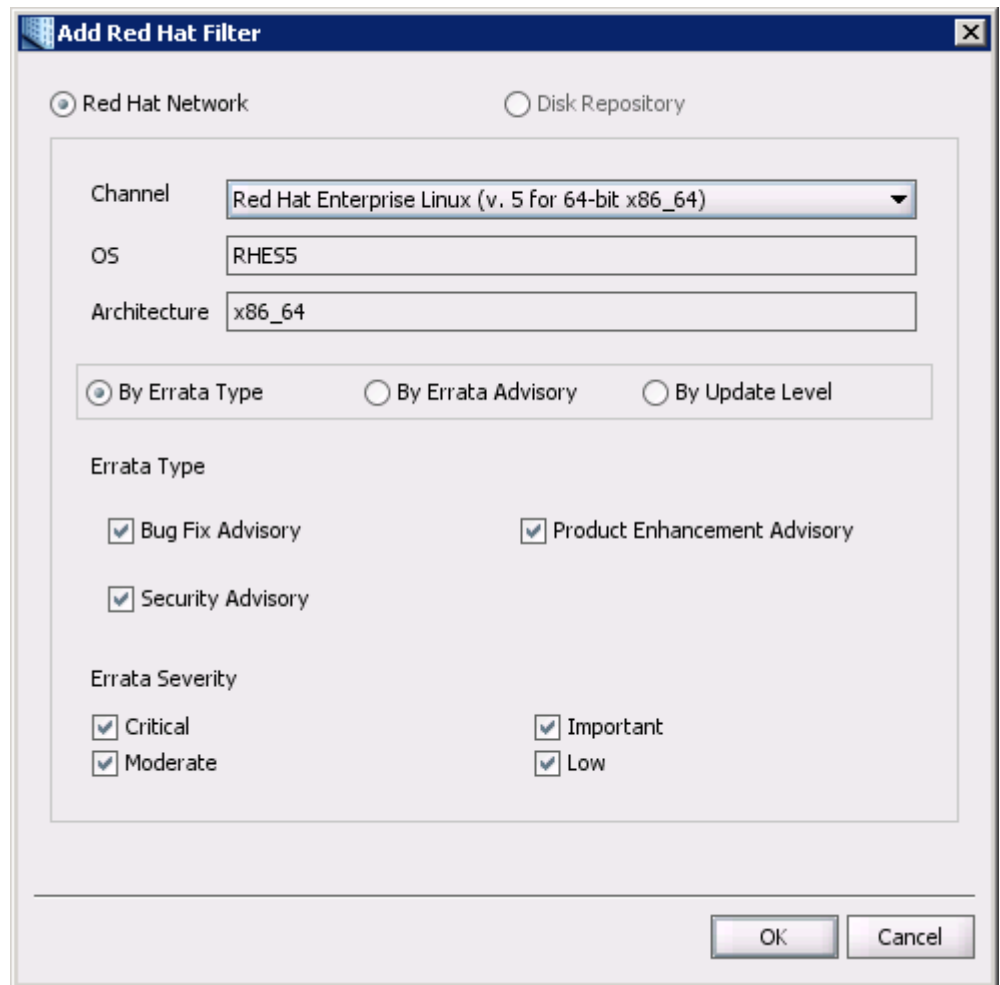 Add Red Hat Filter
Red Hat Network Disk Repository
Channel Red Hat Enterprise Linux (v. 5 for 64-bit x86_64)
OS RHES5
Architecture x86_64
By Errata Type By Errata Advisory By Update Level
Errata Type
Bug Fix Advisory Product Enhancement Advisory
Security Advisory
Errata Severity
Critical Important
Moderate Low
OK Cancel